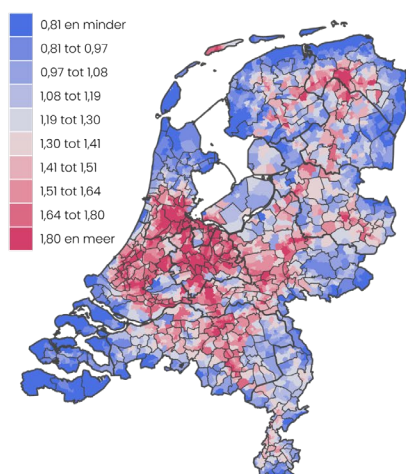 0,81 en minder
0,81 tot 0,97
0,97 tot 1,08
1,08 tot 1,19
1,19 tot 1,30
1,30 tot 1,41
1,41 tot 1,51
1,51 tot 1,64
1,64 tot 1,80
1,80 en meer